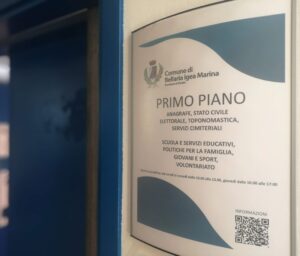 Comune di
Bellaria Igea Marina
PRIMO PIANO
ANAGRAFE, STATO CIVILE
ELETTORALE, TOPONOMASTICA,
SERVIZI CIMITERIALI
SCUOLA E SERVIZI EDUCATIVI,
POLITICHE PER LA FAMIGLIA,
GIOVANI E SPORT,
VOLONTARIATO
INFORMAZIONI